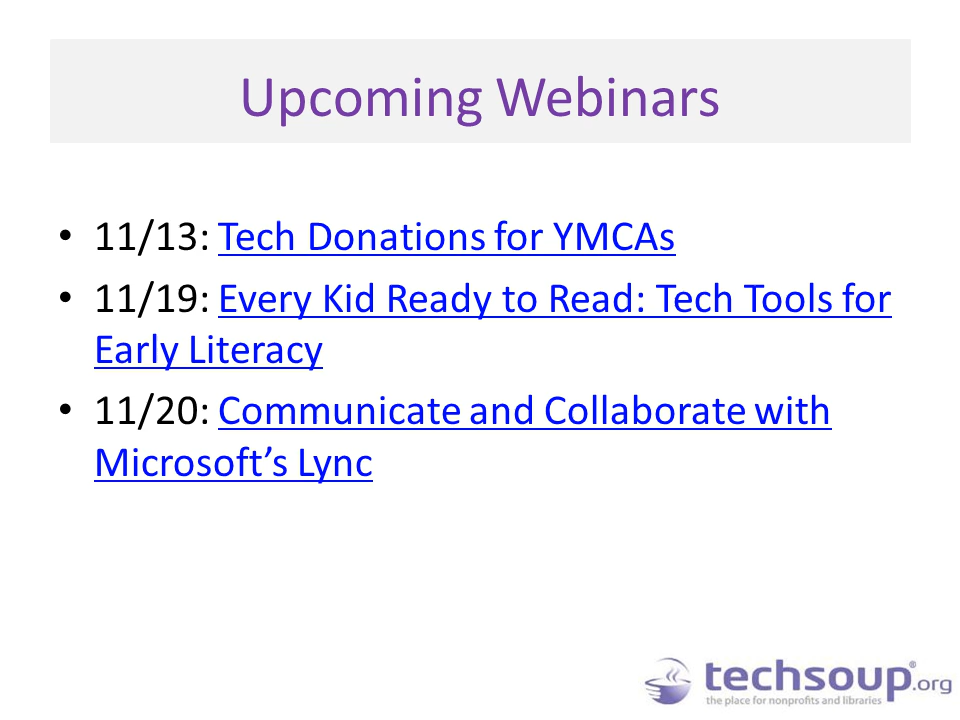 Upcoming Webinars
• 11/13: Tech Donations for YMCAs
• 11/19: Every Kid Ready to Read: Tech Tools for
Early Literacy
• 11/20: Communicate and Collaborate with
Microsoft’s Lync
techsoup®.org
the place for nonprofits and libraries